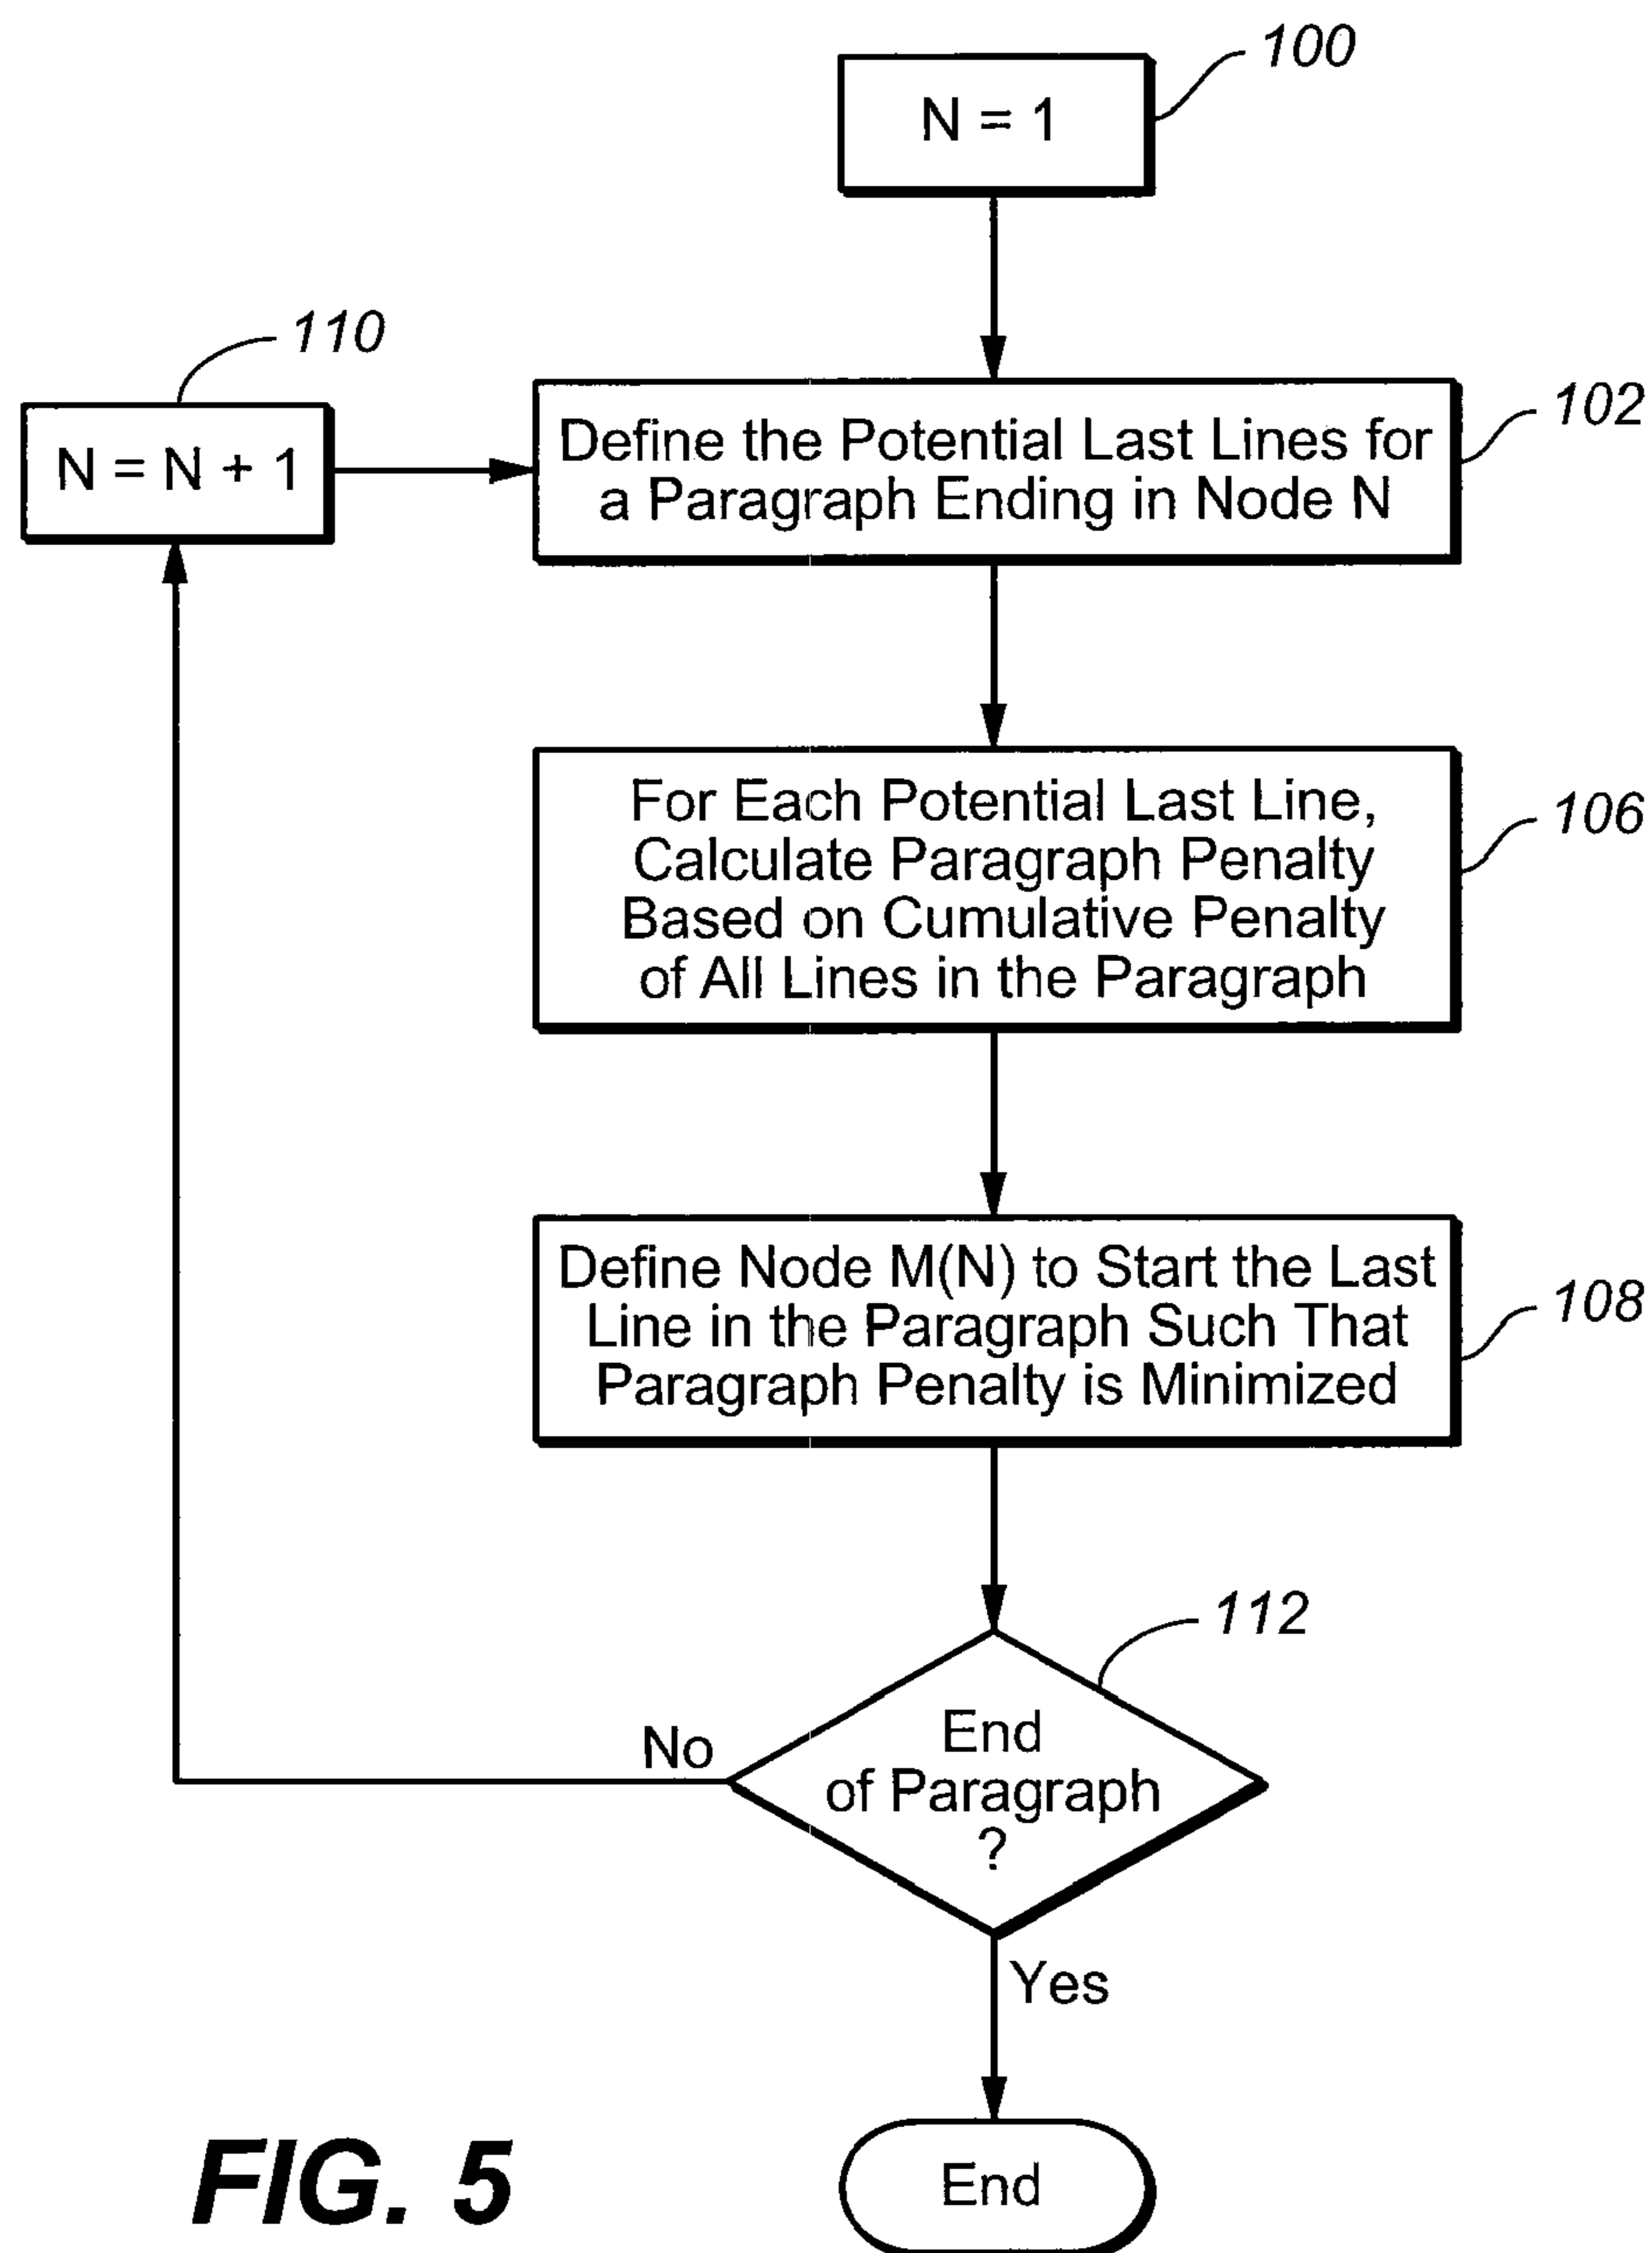 100
N = 1
110
N = N + 1
102
Define the Potential Last Lines for
a Paragraph Ending in Node N
106
For Each Potential Last Line,
Calculate Paragraph Penalty
Based on Cumulative Penalty
of All Lines in the Paragraph
108
Define Node M(N) to Start the Last
Line in the Paragraph Such That
Paragraph Penalty is Minimized
112
End
of Paragraph
?
No
Yes
End
FIG. 5